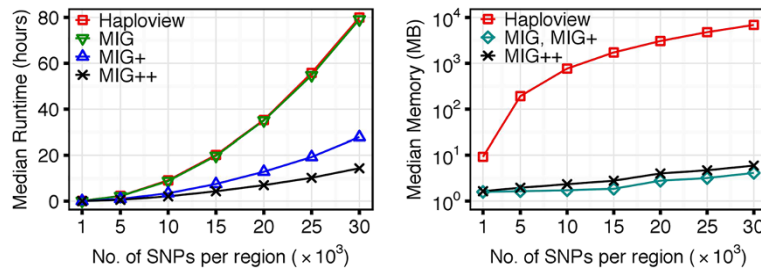 80
60
40
20
0
Median Runtime (hours)
Haploview
MIG
MIG+
MIG++
1 5 10 15 20 25 30
No. of SNPs per region (×10³)
10⁴
10³
10²
10¹
10⁰
Median Memory (MB)
Haploview
MIG, MIG+
MIG++
1 5 10 15 20 25 30
No. of SNPs per region (×10³)